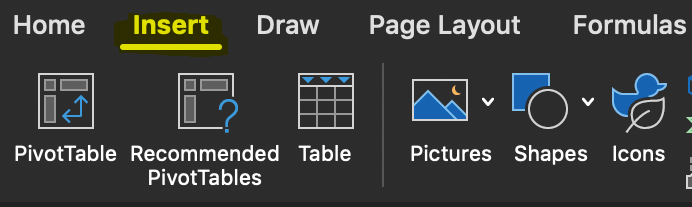 Home Insert Draw Page Layout Formulas
PivotTable Recommended PivotTables Table Pictures Shapes Icons